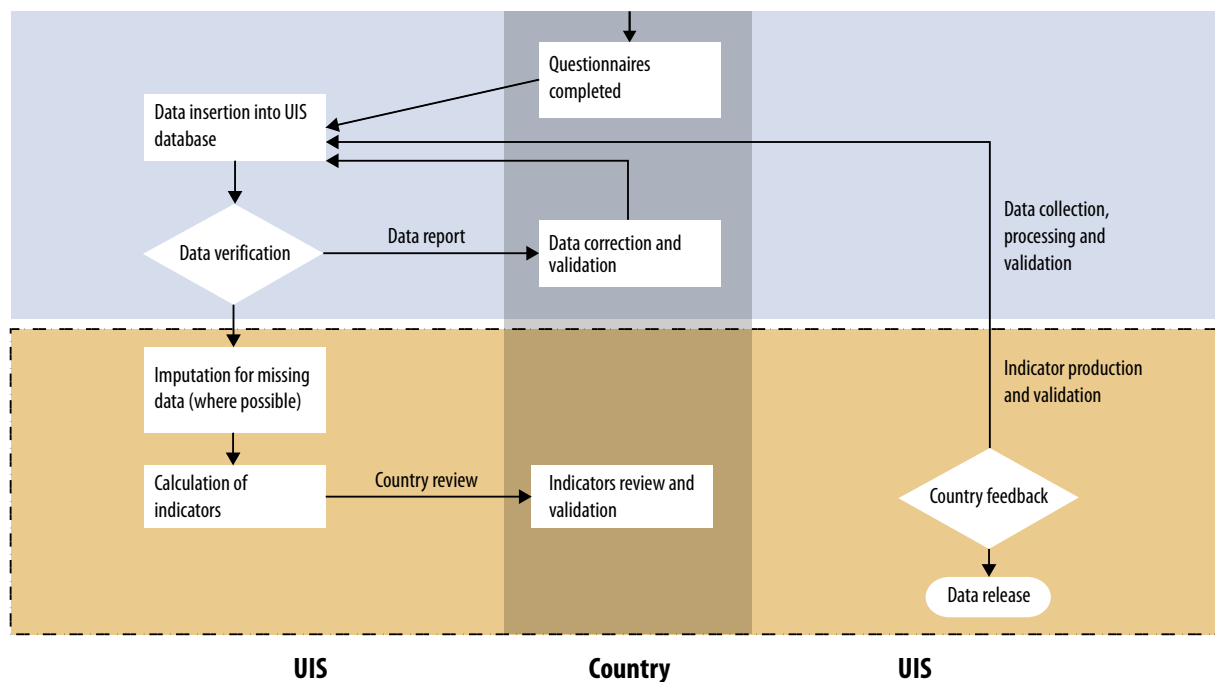 Questionnaires
completed
Data insertion into UIS
database
Data verification
Data report
Data correction and
validation
Data collection,
processing and
validation
Imputation for missing
data (where possible)
Indicator production
and validation
Calculation of
indicators
Country review
Indicators review and
validation
Country feedback
Data release
UIS
Country
UIS